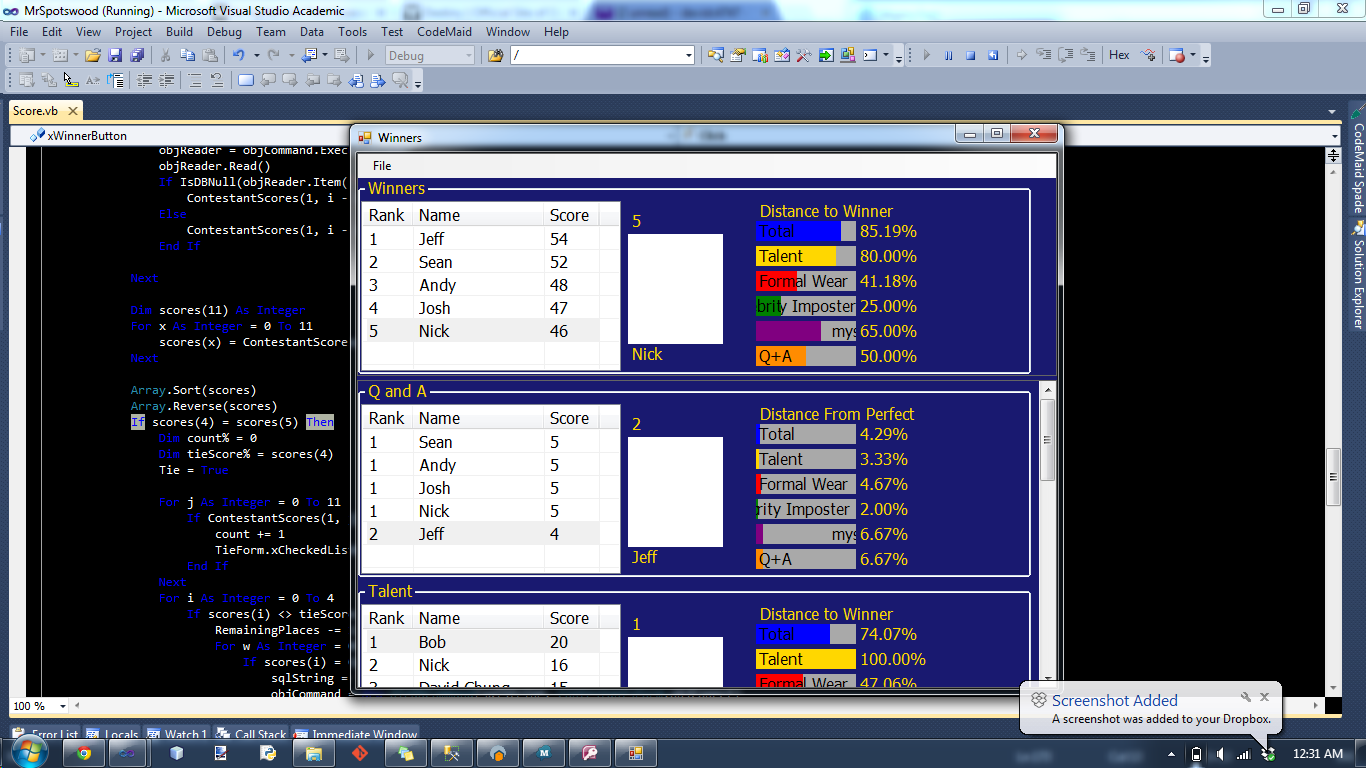 MrSpotswood (Running) - Microsoft Visual Studio Academic
File Edit View Project Build Debug Team Data Tools Test CodeMaid Window Help
Debug /
Hex
Score.vb
xWinnerButton
Click
objReader = objCommand.Exec
objReader.Read()
If IsDBNull(objReader.Item(
ContestantScores(1, i -
Else
ContestantScores(1, i -
End If
Next
Dim scores(11) As Integer
For x As Integer = 0 To 11
scores(x) = ContestantScore
Next
Array.Sort(scores)
Array.Reverse(scores)
If scores(4) = scores(5) Then
Dim count% = 0
Dim tieScore% = scores(4)
Tie = True
For j As Integer = 0 To 11
If ContestantScores(1,
count += 1
TieForm.xCheckedLis
End If
Next
For i As Integer = 0 To 4
If scores(i) <> tieScor
RemainingPlaces -=
For w As Integer =
If scores(i) =
sqlString =
objCommand =
100 %
Winners
File
Winners
Rank Name Score
1 Jeff 54
2 Sean 52
3 Andy 48
4 Josh 47
5 Nick 46
5
Nick
Distance to Winner
Total 85.19%
Talent 80.00%
Formal Wear 41.18%
brity Imposter 25.00%
mys 65.00%
Q+A 50.00%
Q and A
Rank Name Score
1 Sean 5
1 Andy 5
1 Josh 5
1 Nick 5
2 Jeff 4
2
Jeff
Distance From Perfect
Total 4.29%
Talent 3.33%
Formal Wear 4.67%
rity Imposter 2.00%
mys 6.67%
Q+A 6.67%
Talent
Rank Name Score
1 Bob 20
2 Nick 16
2 David Chung 15
1
Distance to Winner
Total 74.07%
Talent 100.00%
Formal Wear 47.06%
CodeMaid Spade
Solution Explorer
Error List Locals Watch 1 Call Stack Immediate Window
Screenshot Added
A screenshot was added to your Dropbox.
12:31 AM